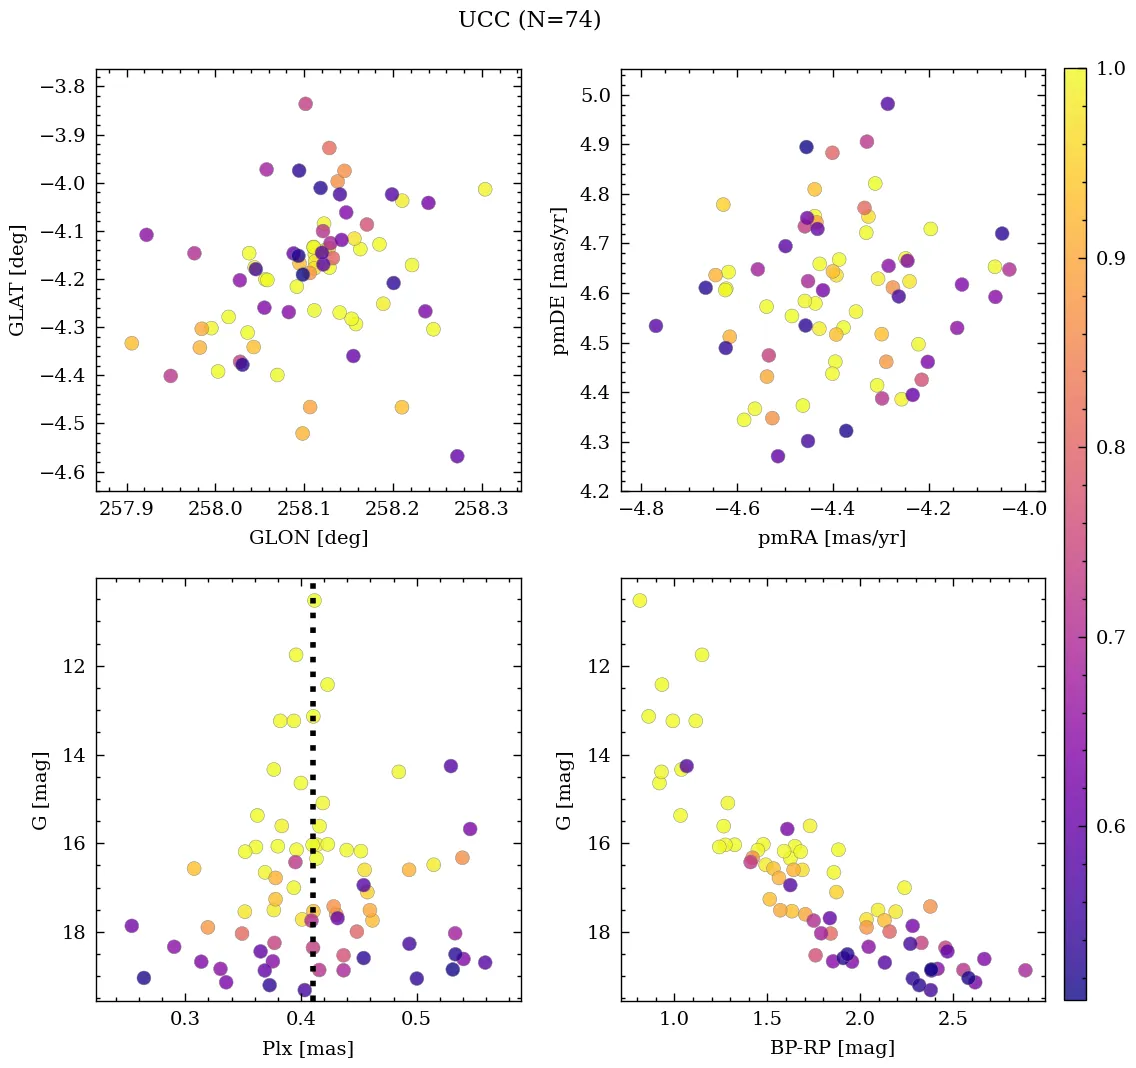 UCC (N=74)
−3.8
−3.9
−4.0
−4.1
−4.2
−4.3
−4.4
−4.5
−4.6
GLAT [deg]
257.9 258.0 258.1 258.2 258.3
GLON [deg]
5.0
4.9
4.8
4.7
4.6
4.5
4.4
4.3
4.2
pmDE [mas/yr]
−4.8 −4.6 −4.4 −4.2 −4.0
pmRA [mas/yr]
1.0
0.9
0.8
0.7
0.6
12
14
16
18
G [mag]
0.3 0.4 0.5
Plx [mas]
12
14
16
18
G [mag]
1.0 1.5 2.0 2.5
BP-RP [mag]